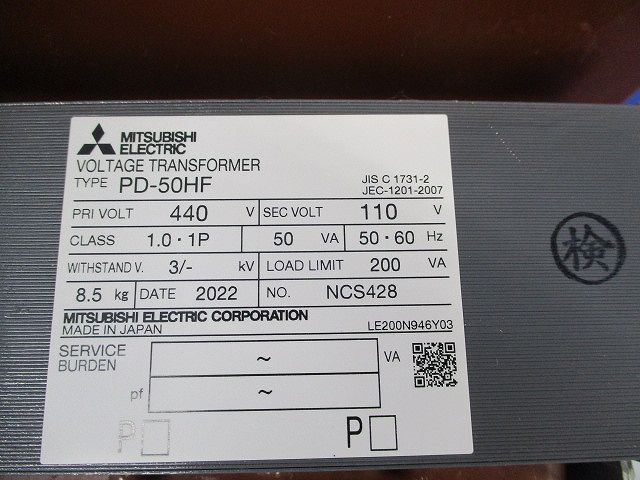 MITSUBISHI
ELECTRIC
VOLTAGE TRANSFORMER
TYPE PD-50HF
JIS C 1731-2
JEC-1201-2007
PRI VOLT 440 V SEC VOLT 110 V
CLASS 1.0・1P 50 VA 50・60 Hz
WITHSTAND V. 3/- kV LOAD LIMIT 200 VA
8.5 kg DATE 2022 NO. NCS428
MITSUBISHI ELECTRIC CORPORATION
MADE IN JAPAN LE200N946Y03
SERVICE
BURDEN
~ VA
pf ~
P□ P□
検